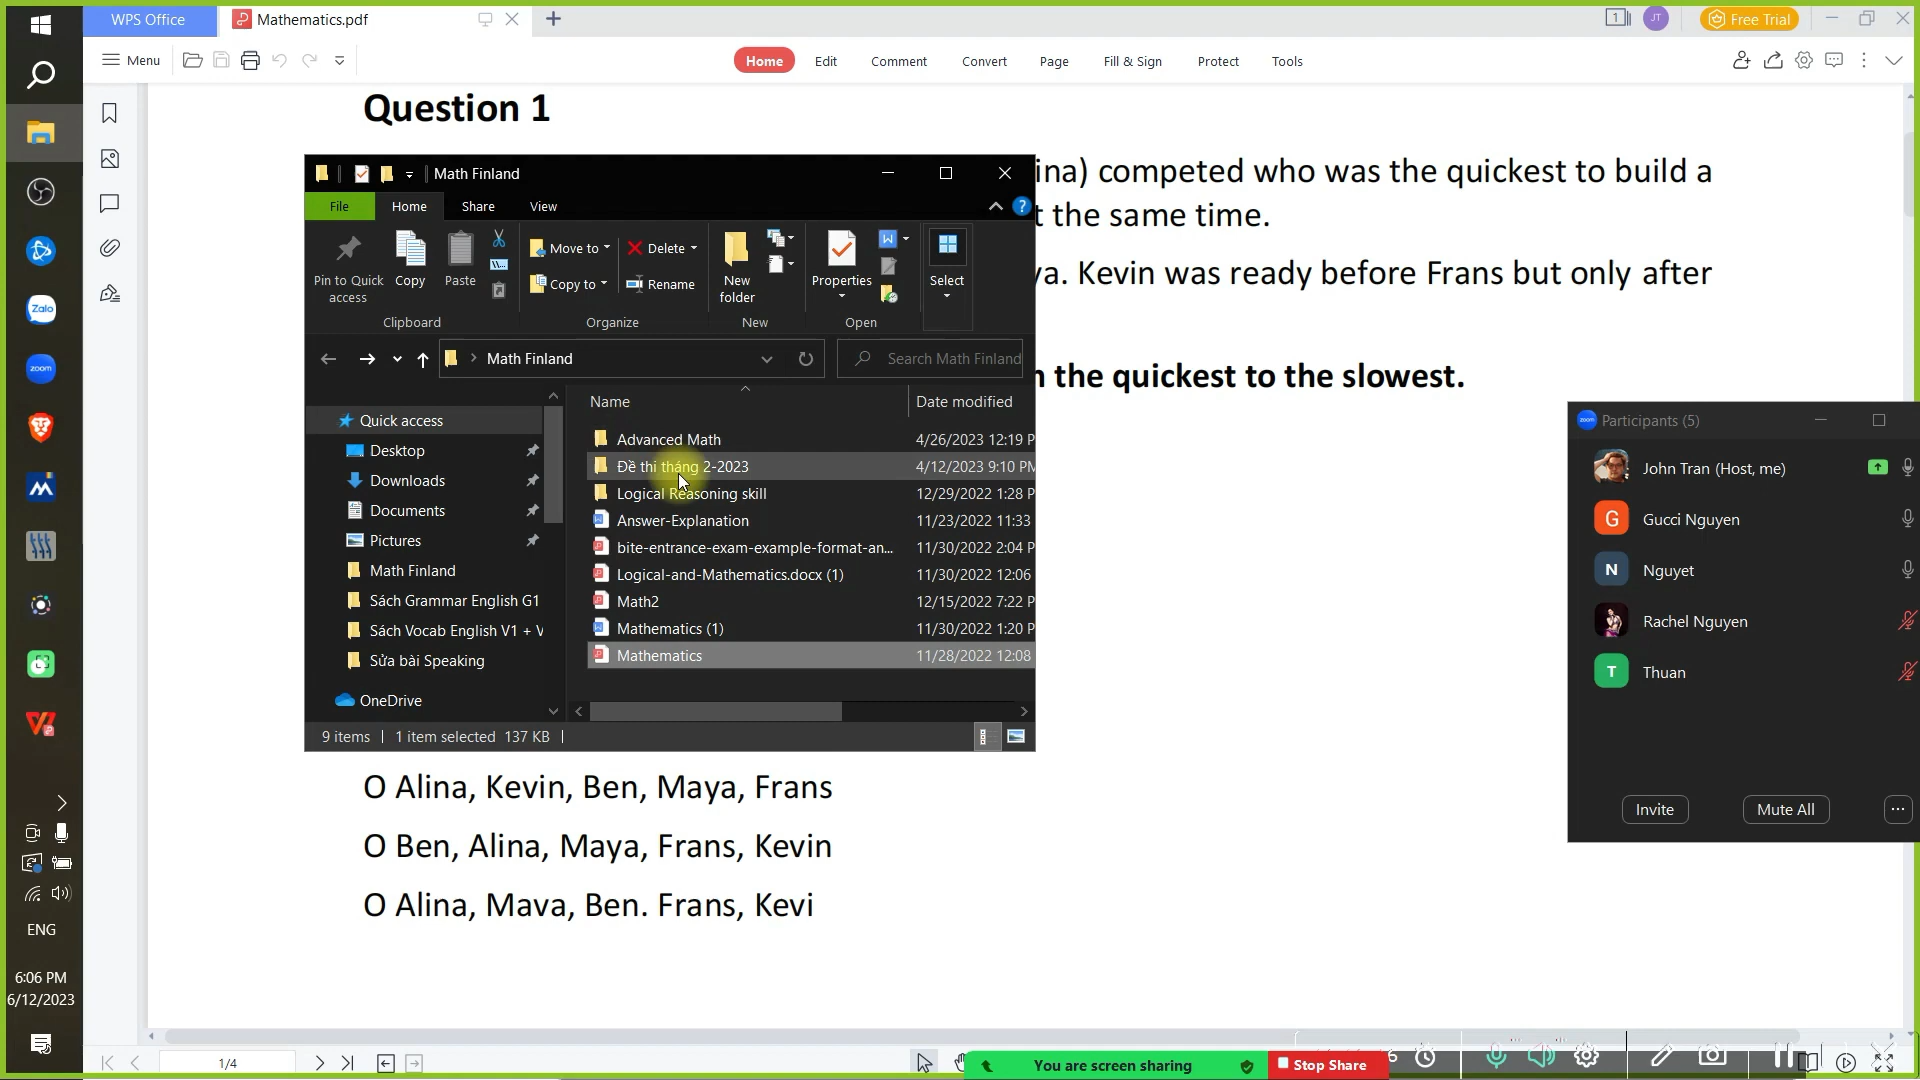 WPS Office
Mathematics.pdf
1
JT
Free Trial
Menu
Home
Edit
Comment
Convert
Page
Fill & Sign
Protect
Tools
Question 1
ina) competed who was the quickest to build a
t the same time.
ya. Kevin was ready before Frans but only after
the quickest to the slowest.
Math Finland
File
Home
Share
View
Pin to Quick
access
Copy
Paste
Clipboard
Move to
Copy to
Delete
Rename
Organize
New
folder
New
Properties
Open
Select
Math Finland
Search Math Finland
Quick access
Desktop
Downloads
Documents
Pictures
Math Finland
Sách Grammar English G1
Sách Vocab English V1 + V
Sửa bài Speaking
OneDrive
Name
Date modified
Advanced Math 4/26/2023 12:19 P
Đề thi tháng 2-2023 4/12/2023 9:10 PM
Logical Reasoning skill 12/29/2022 1:28 P
Answer-Explanation 11/23/2022 11:33
bite-entrance-exam-example-format-an... 11/30/2022 2:04 P
Logical-and-Mathematics.docx (1) 11/30/2022 12:06
Math2 12/15/2022 7:22 P
Mathematics (1) 11/30/2022 1:20 P
Mathematics 11/28/2022 12:08
9 items
1 item selected 137 KB
O Alina, Kevin, Ben, Maya, Frans
O Ben, Alina, Maya, Frans, Kevin
O Alina, Mava, Ben. Frans, Kevi
zoom
Participants (5)
John Tran (Host, me)
G
Gucci Nguyen
N
Nguyet
Rachel Nguyen
T
Thuan
Invite
Mute All
Zalo
zoom
ENG
6:06 PM
6/12/2023
1/4
You are screen sharing
Stop Share